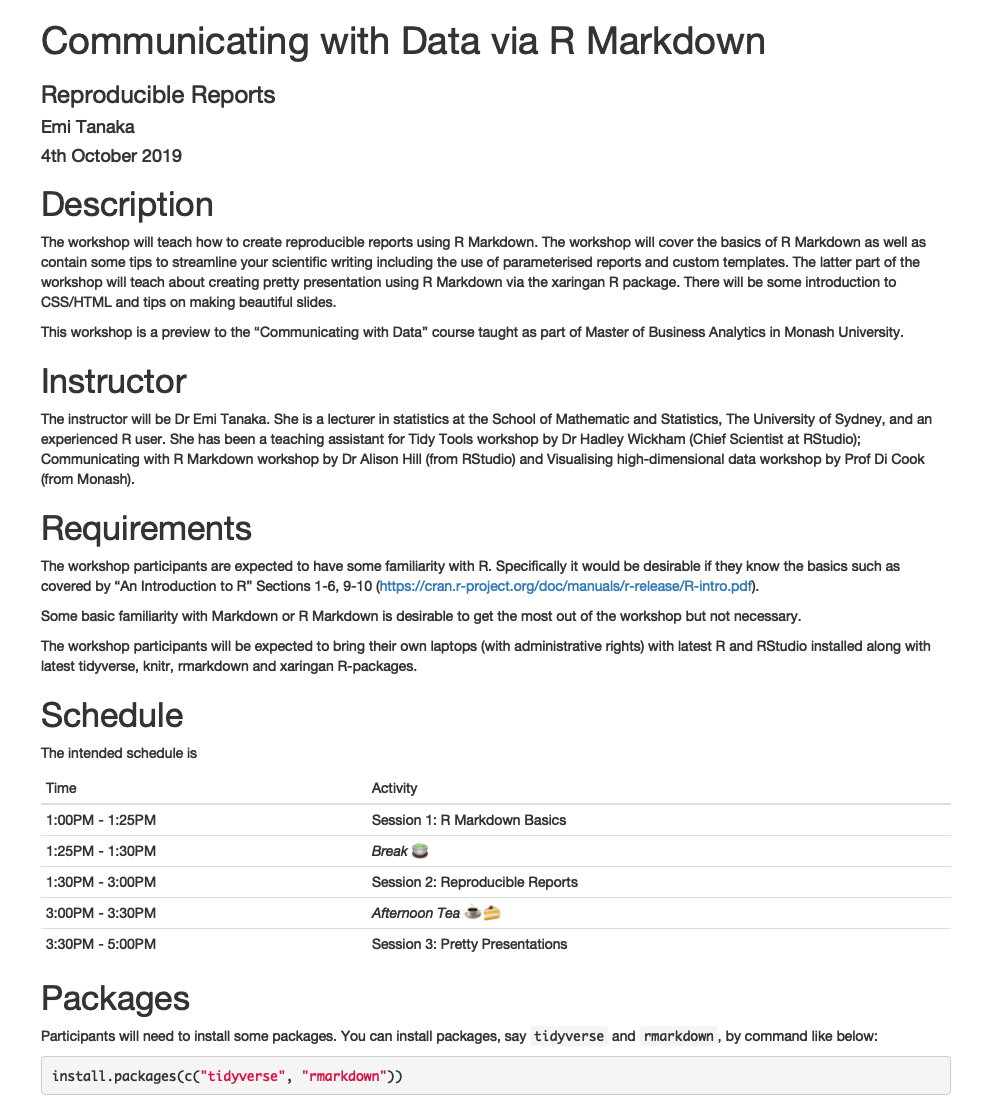 Communicating with Data via R Markdown
Reproducible Reports
Emi Tanaka
4th October 2019
Description
The workshop will teach how to create reproducible reports using R Markdown. The workshop will cover the basics of R Markdown as well as
contain some tips to streamline your scientific writing including the use of parameterised reports and custom templates. The latter part of the
workshop will teach about creating pretty presentation using R Markdown via the xaringan R package. There will be some introduction to
CSS/HTML and tips on making beautiful slides.
This workshop is a preview to the “Communicating with Data” course taught as part of Master of Business Analytics in Monash University.
Instructor
The instructor will be Dr Emi Tanaka. She is a lecturer in statistics at the School of Mathematic and Statistics, The University of Sydney, and an
experienced R user. She has been a teaching assistant for Tidy Tools workshop by Dr Hadley Wickham (Chief Scientist at RStudio);
Communicating with R Markdown workshop by Dr Alison Hill (from RStudio) and Visualising high-dimensional data workshop by Prof Di Cook
(from Monash).
Requirements
The workshop participants are expected to have some familiarity with R. Specifically it would be desirable if they know the basics such as
covered by “An Introduction to R” Sections 1-6, 9-10 (https://cran.r-project.org/doc/manuals/r-release/R-intro.pdf).
Some basic familiarity with Markdown or R Markdown is desirable to get the most out of the workshop but not necessary.
The workshop participants will be expected to bring their own laptops (with administrative rights) with latest R and RStudio installed along with
latest tidyverse, knitr, rmarkdown and xaringan R-packages.
Schedule
The intended schedule is
Time Activity
1:00PM - 1:25PM Session 1: R Markdown Basics
1:25PM - 1:30PM Break 🍵
1:30PM - 3:00PM Session 2: Reproducible Reports
3:00PM - 3:30PM Afternoon Tea ☕🍰
3:30PM - 5:00PM Session 3: Pretty Presentations
Packages
Participants will need to install some packages. You can install packages, say tidyverse and rmarkdown, by command like below:
install.packages(c("tidyverse", "rmarkdown"))